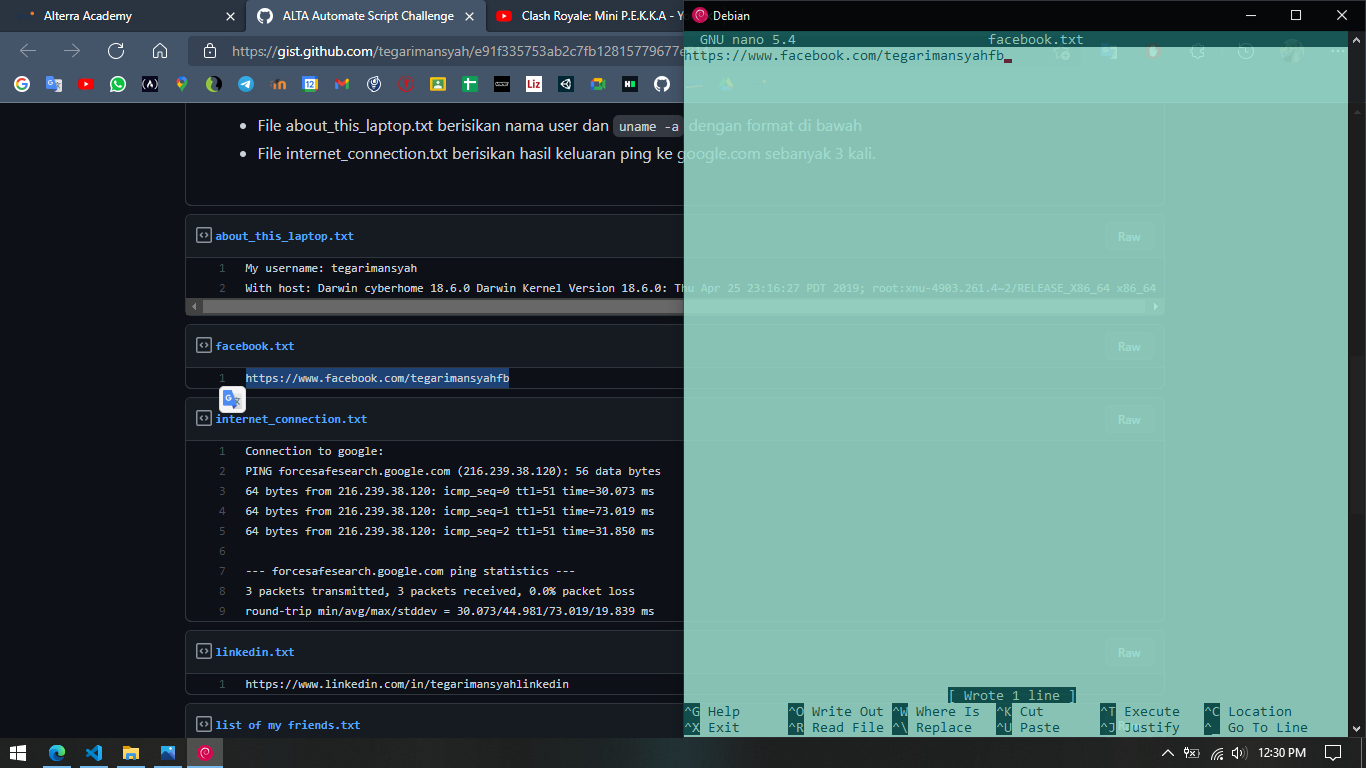 Alterra Academy
ALTA Automate Script Challenge
Clash Royale: Mini P.E.K.K.A - Y
Debian
https://gist.github.com/tegarimansyah/e91f335753ab2c7fb12815779677e
GNU nano 5.4 facebook.txt
https://www.facebook.com/tegarimansyahfb
File about_this_laptop.txt berisikan nama user dan uname -a dengan format di bawah
File internet_connection.txt berisikan hasil keluaran ping ke google.com sebanyak 3 kali.
about_this_laptop.txt
Raw
1 My username: tegarimansyah
2 With host: Darwin cyberhome 18.6.0 Darwin Kernel Version 18.6.0: Thu Apr 25 23:16:27 PDT 2019; root:xnu-4903.261.4~2/RELEASE_X86_64 x86_64
facebook.txt
Raw
1 https://www.facebook.com/tegarimansyahfb
internet_connection.txt
Raw
1 Connection to google:
2 PING forcesafesearch.google.com (216.239.38.120): 56 data bytes
3 64 bytes from 216.239.38.120: icmp_seq=0 ttl=51 time=30.073 ms
4 64 bytes from 216.239.38.120: icmp_seq=1 ttl=51 time=73.019 ms
5 64 bytes from 216.239.38.120: icmp_seq=2 ttl=51 time=31.850 ms
6
7 --- forcesafesearch.google.com ping statistics ---
8 3 packets transmitted, 3 packets received, 0.0% packet loss
9 round-trip min/avg/max/stddev = 30.073/44.981/73.019/19.839 ms
linkedin.txt
Raw
1 https://www.linkedin.com/in/tegarimansyahlinkedin
list of my friends.txt
[ Wrote 1 line ]
^G Help ^O Write Out ^W Where Is ^K Cut ^T Execute ^C Location
^X Exit ^R Read File ^\ Replace ^U Paste ^J Justify ^_ Go To Line
12:30 PM